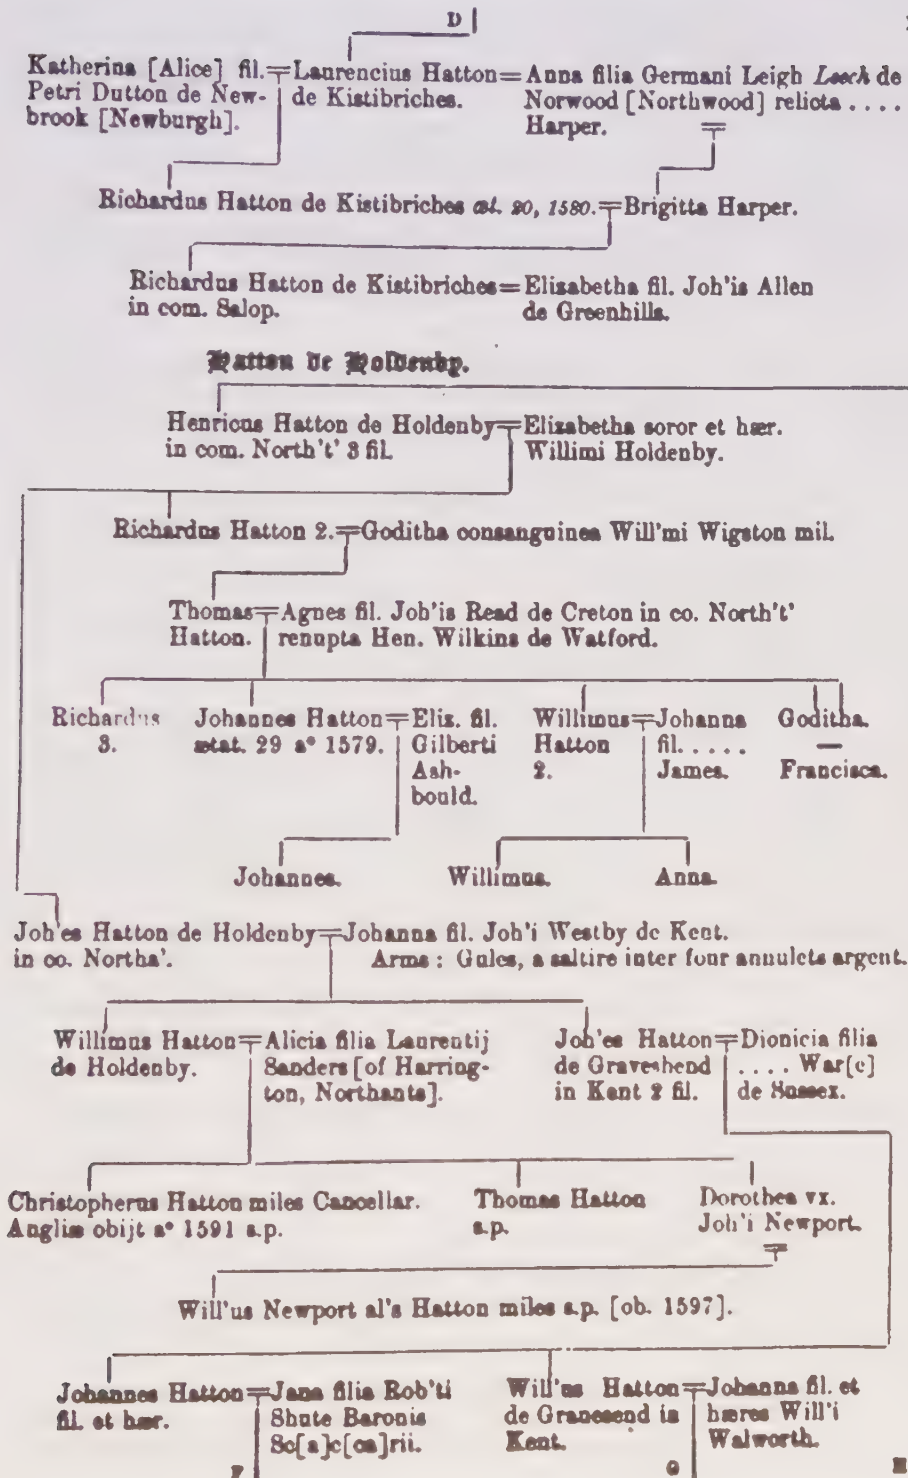 D
Katherina [Alice] fil. = Laurencius Hatton = Anna filia Germani Leigh Leech de
Petri Dutton de New- de Kistibriches. Norwood [Northwood] relicta . . . .
brook [Newburgh]. Harper.
Richardus Hatton de Kistibriches æt. 20, 1580. = Brigitta Harper.
Richardus Hatton de Kistibriches = Elizabetha fil. Joh'is Allen
in com. Salop. de Greenhills.
Hatton de Holdenby.
Henricus Hatton de Holdenby = Elizabetha soror et hær.
in com. North't' 3 fil. Willimi Holdenby.
Richardus Hatton 2. = Goditha consanguinea Will'mi Wigston mil.
Thomas = Agnes fil. Joh'is Read de Creton in co. North't'
Hatton. renupta Hen. Wilkins de Watford.
Richardus Johannes Hatton = Eliz. fil. Willimus = Johanna Goditha.
3. ætat. 29 a° 1579. Gilberti Hatton fil. . . . . . —
Ash- 2. James. Francisca.
bould.
Johannes. Willimus. Anna.
Joh'es Hatton de Holdenby = Johanna fil. Joh'i Westby de Kent.
in co. Northa'. Arms : Gules, a saltire inter four annulets argent.
Willimus Hatton = Alicia filia Laurentij Joh'es Hatton = Dionicia filia
de Holdenby. Sanders [of Harring- de Graveshend . . . . War[e]
ton, Northants]. in Kent 2 fil. de Sussex.
Christopherus Hatton miles Cancellar. Thomas Hatton Dorothea vx.
Angliæ obijt a° 1591 s.p. s.p. Joh'i Newport.
Will'us Newport al's Hatton miles s.p. [ob. 1597].
Johannes Hatton = Jana filia Rob'ti Will'us Hatton = Johanna fil. et
fil. et hær. Shute Baronis de Grauesend in hæres Will'i
Sc[a]c[ca]rii. Kent. Walworth.
F G H